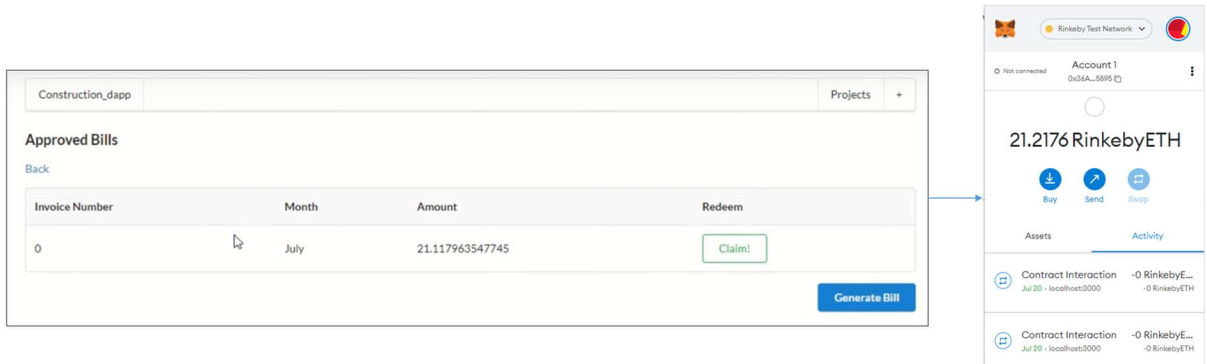 Construction_dapp Projects +
Approved Bills
Back
Invoice Number Month Amount Redeem
0 July 21.117963547745 Claim!
Generate Bill
Rinkeby Test Network
Not connected
Account 1
0x36A...5895
21.2176 RinkebyETH
Buy Send Swap
Assets Activity
Contract Interaction -0 RinkebyE...
Jul 20 · localhost:3000 -0 RinkebyETH
Contract Interaction -0 RinkebyE...
Jul 20 · localhost:3000 -0 RinkebyETH